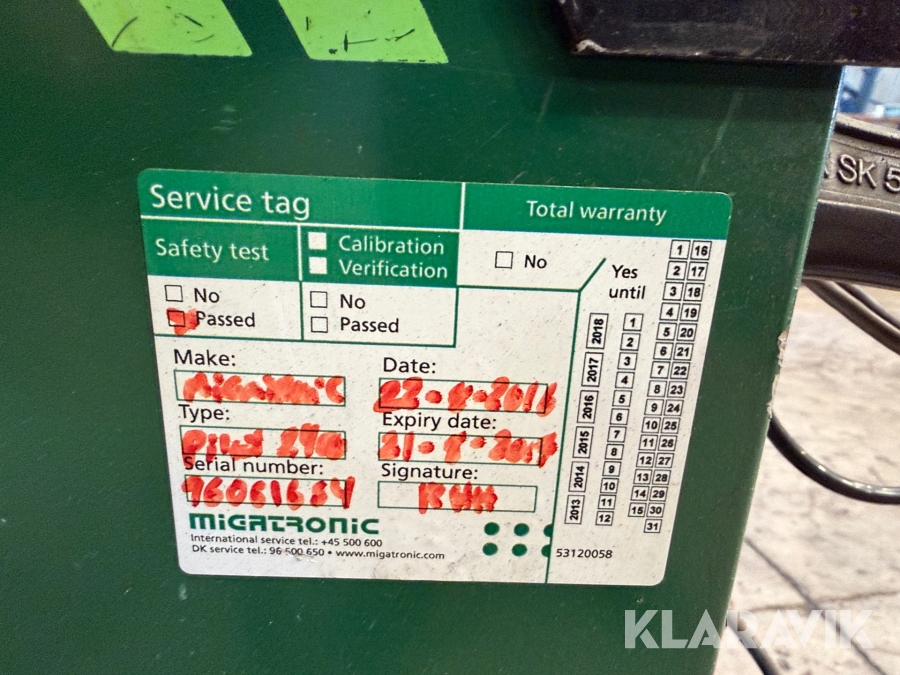 Service tag
Total warranty
Safety test
Calibration
Verification
No
Passed
No
Passed
No
Yes
until
2018
2017
2016
2015
2014
2013
1
2
3
4
5
6
7
8
9
10
11
12
1 16
2 17
3 18
4 19
5 20
6 21
7 22
8 23
9 24
10 25
11 26
12 27
13 28
14 29
15 30
31
Make:
Migatronic
Date:
Type:
Expiry date:
Serial number:
Signature:
MIGATRONIC
International service tel.: +45 500 600
DK service tel.: 96 500 650 • www.migatronic.com
53120058
SK 5
KLARAVIK